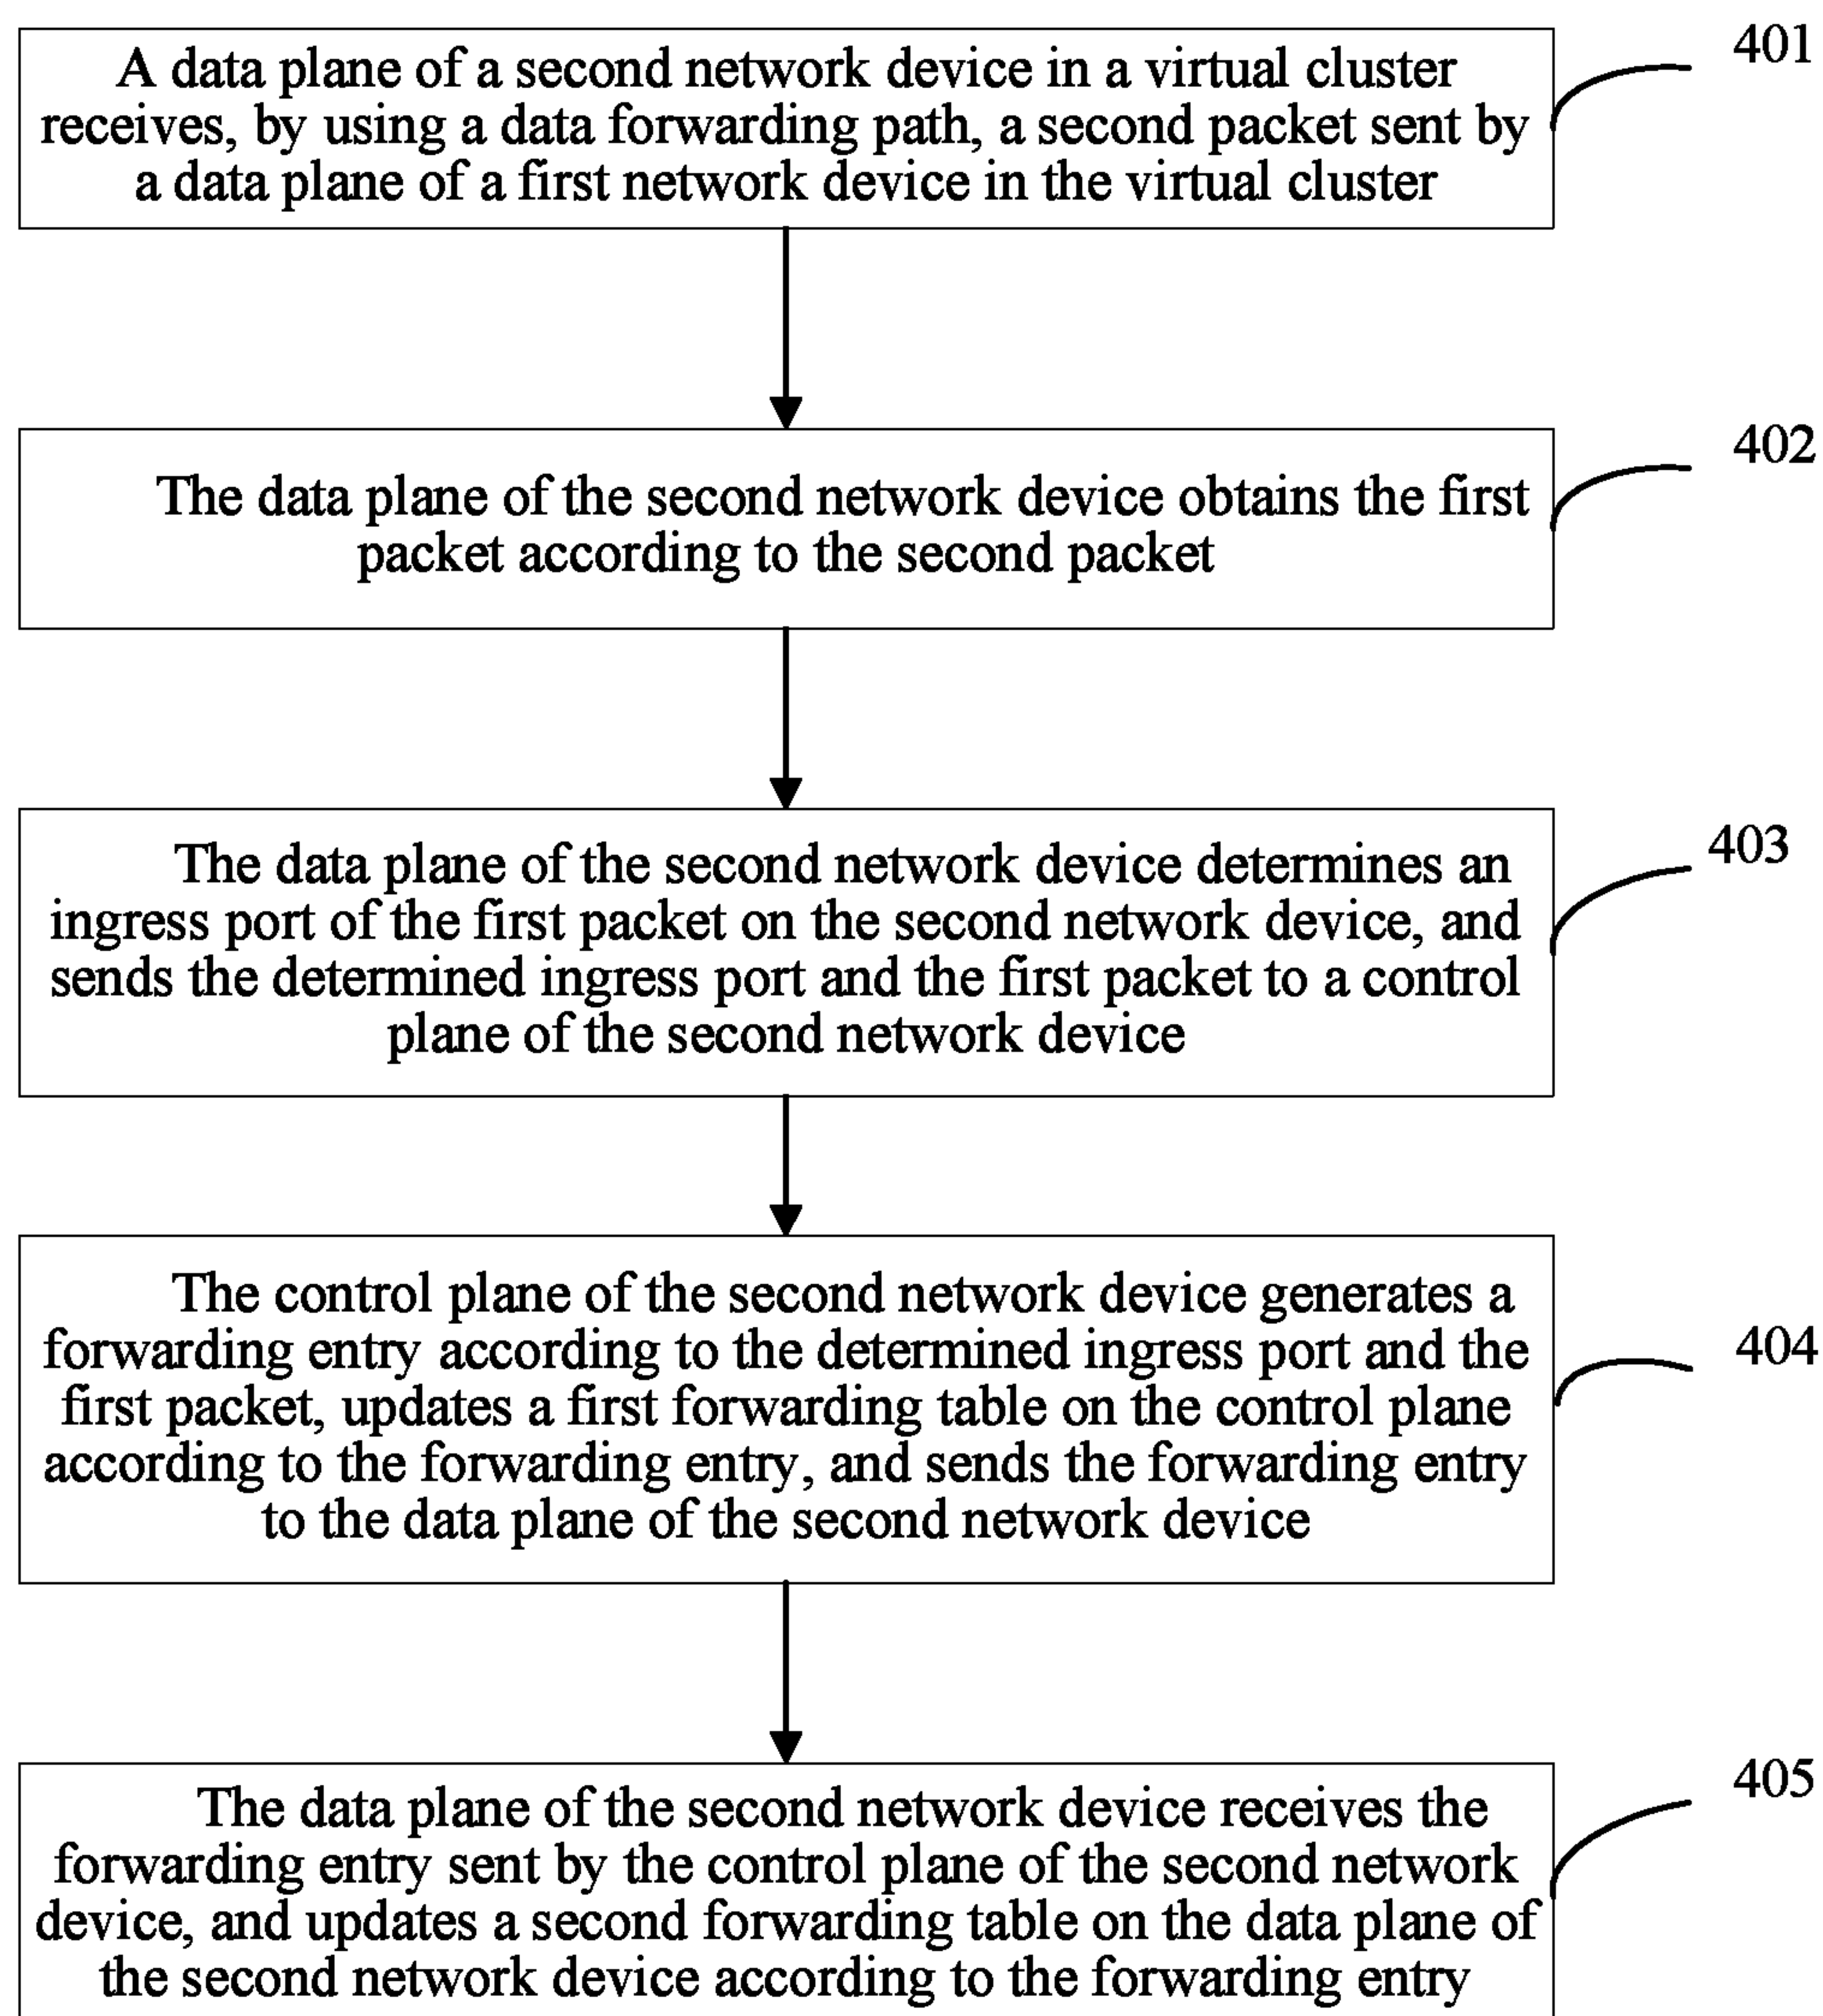 A data plane of a second network device in a virtual cluster
receives, by using a data forwarding path, a second packet sent by
a data plane of a first network device in the virtual cluster
401
The data plane of the second network device obtains the first
packet according to the second packet
402
The data plane of the second network device determines an
ingress port of the first packet on the second network device, and
sends the determined ingress port and the first packet to a control
plane of the second network device
403
The control plane of the second network device generates a
forwarding entry according to the determined ingress port and the
first packet, updates a first forwarding table on the control plane
according to the forwarding entry, and sends the forwarding entry
to the data plane of the second network device
404
The data plane of the second network device receives the
forwarding entry sent by the control plane of the second network
device, and updates a second forwarding table on the data plane of
the second network device according to the forwarding entry
405